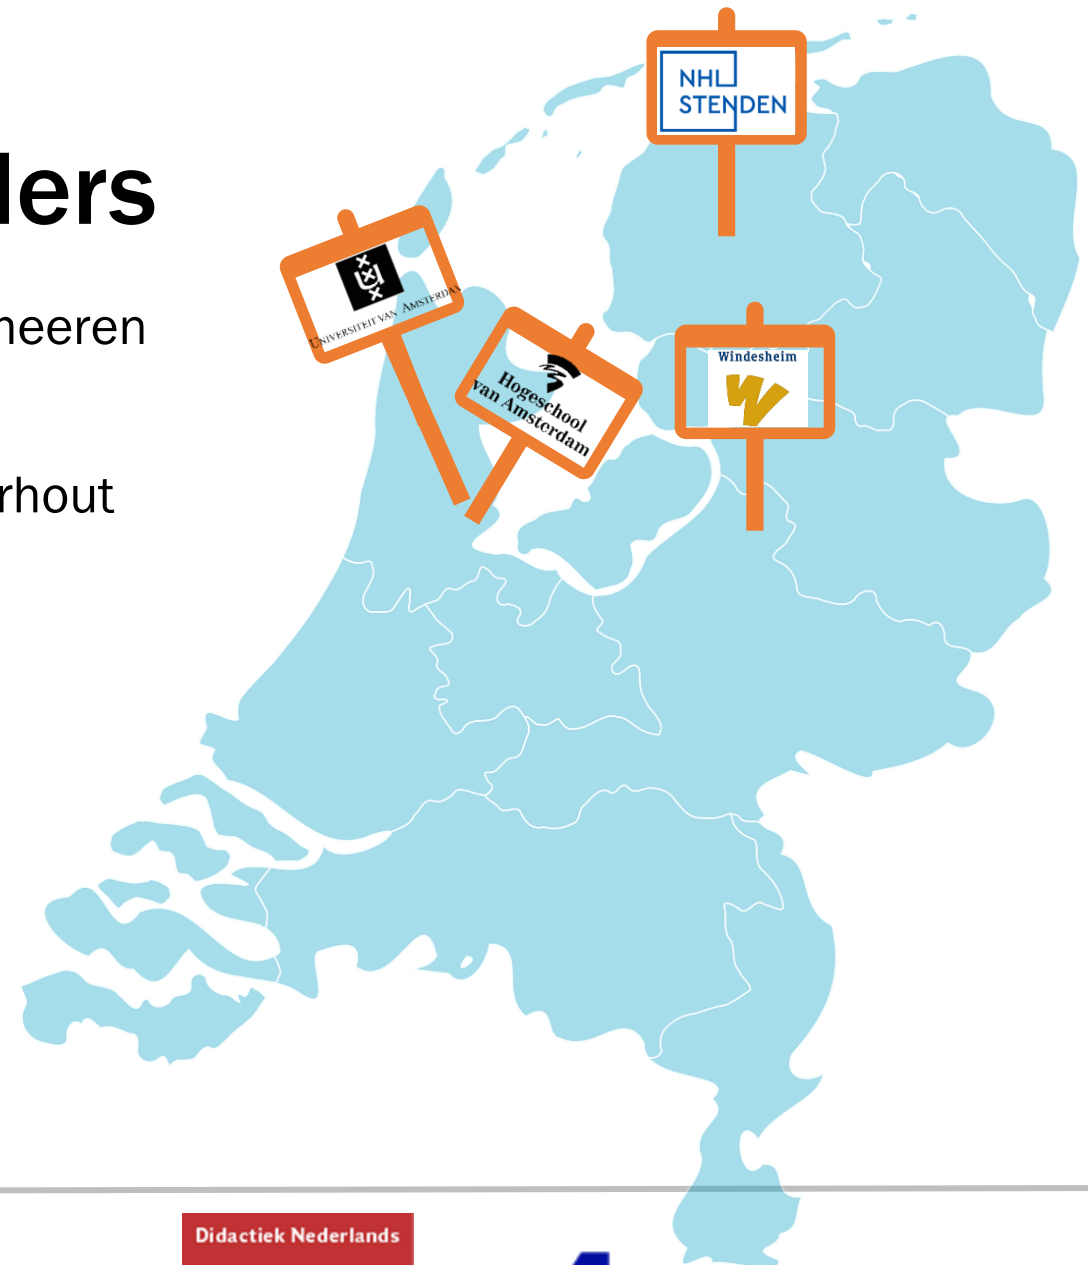 NHL
STENDEN
lers
UNIVERSITEIT VAN AMSTERDAM
neeren
Windesheim
Hogeschool
van Amsterdam
rhout
Didactiek Nederlands